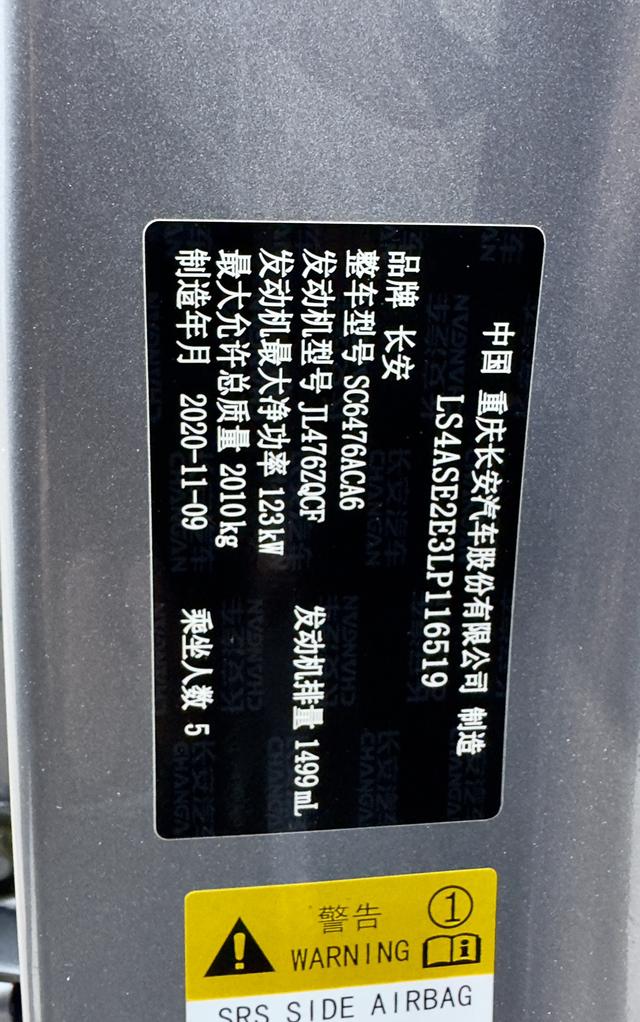 中国 重庆长安汽车股份有限公司 制造
LS4ASE2E3LP116519
品牌 长安
整车型号 SC6476ACA6
发动机型号 JL476ZQCF 发动机排量 1499mL
发动机最大净功率 123kW
最大允许总质量 2010kg
制造年月 2020-11-09 乘坐人数 5
警告 ①
WARNING
SRS SIDE AIRBAG